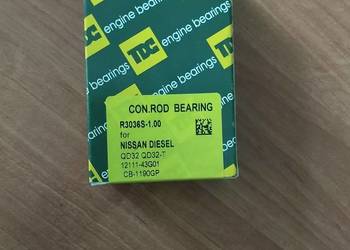 TDC engine bearings
TDC engine bearings
engine bearings
CON.ROD BEARING
R3036S-1.00
for
NISSAN DIESEL
QD32 QD32-T
12111-43G01
CB-1190GP